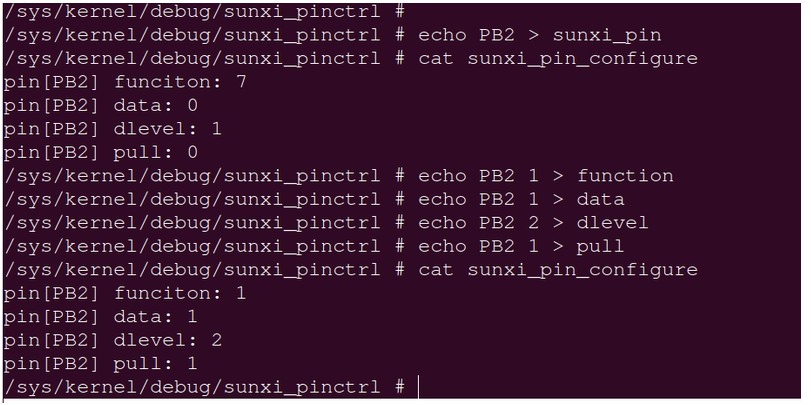 /sys/kernel/debug/sunxi_pinctrl #
/sys/kernel/debug/sunxi_pinctrl # echo PB2 > sunxi_pin
/sys/kernel/debug/sunxi_pinctrl # cat sunxi_pin_configure
pin[PB2] funciton: 7
pin[PB2] data: 0
pin[PB2] dlevel: 1
pin[PB2] pull: 0
/sys/kernel/debug/sunxi_pinctrl # echo PB2 1 > function
/sys/kernel/debug/sunxi_pinctrl # echo PB2 1 > data
/sys/kernel/debug/sunxi_pinctrl # echo PB2 2 > dlevel
/sys/kernel/debug/sunxi_pinctrl # echo PB2 1 > pull
/sys/kernel/debug/sunxi_pinctrl # cat sunxi_pin_configure
pin[PB2] funciton: 1
pin[PB2] data: 1
pin[PB2] dlevel: 2
pin[PB2] pull: 1
/sys/kernel/debug/sunxi_pinctrl #